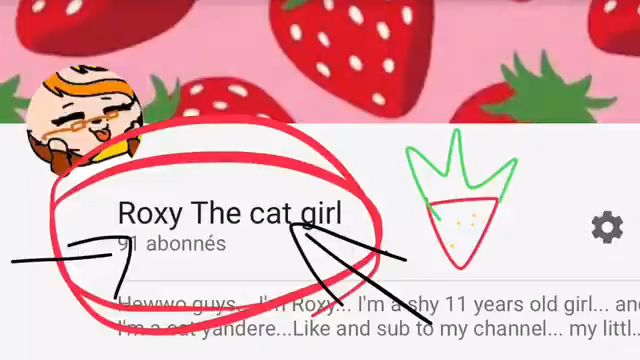 Roxy The cat girl
91 abonnés
Hewwo guys... I'm Roxy... I'm a shy 11 years old girl... and
I'm a cat yandere...Like and sub to my channel... my littl...